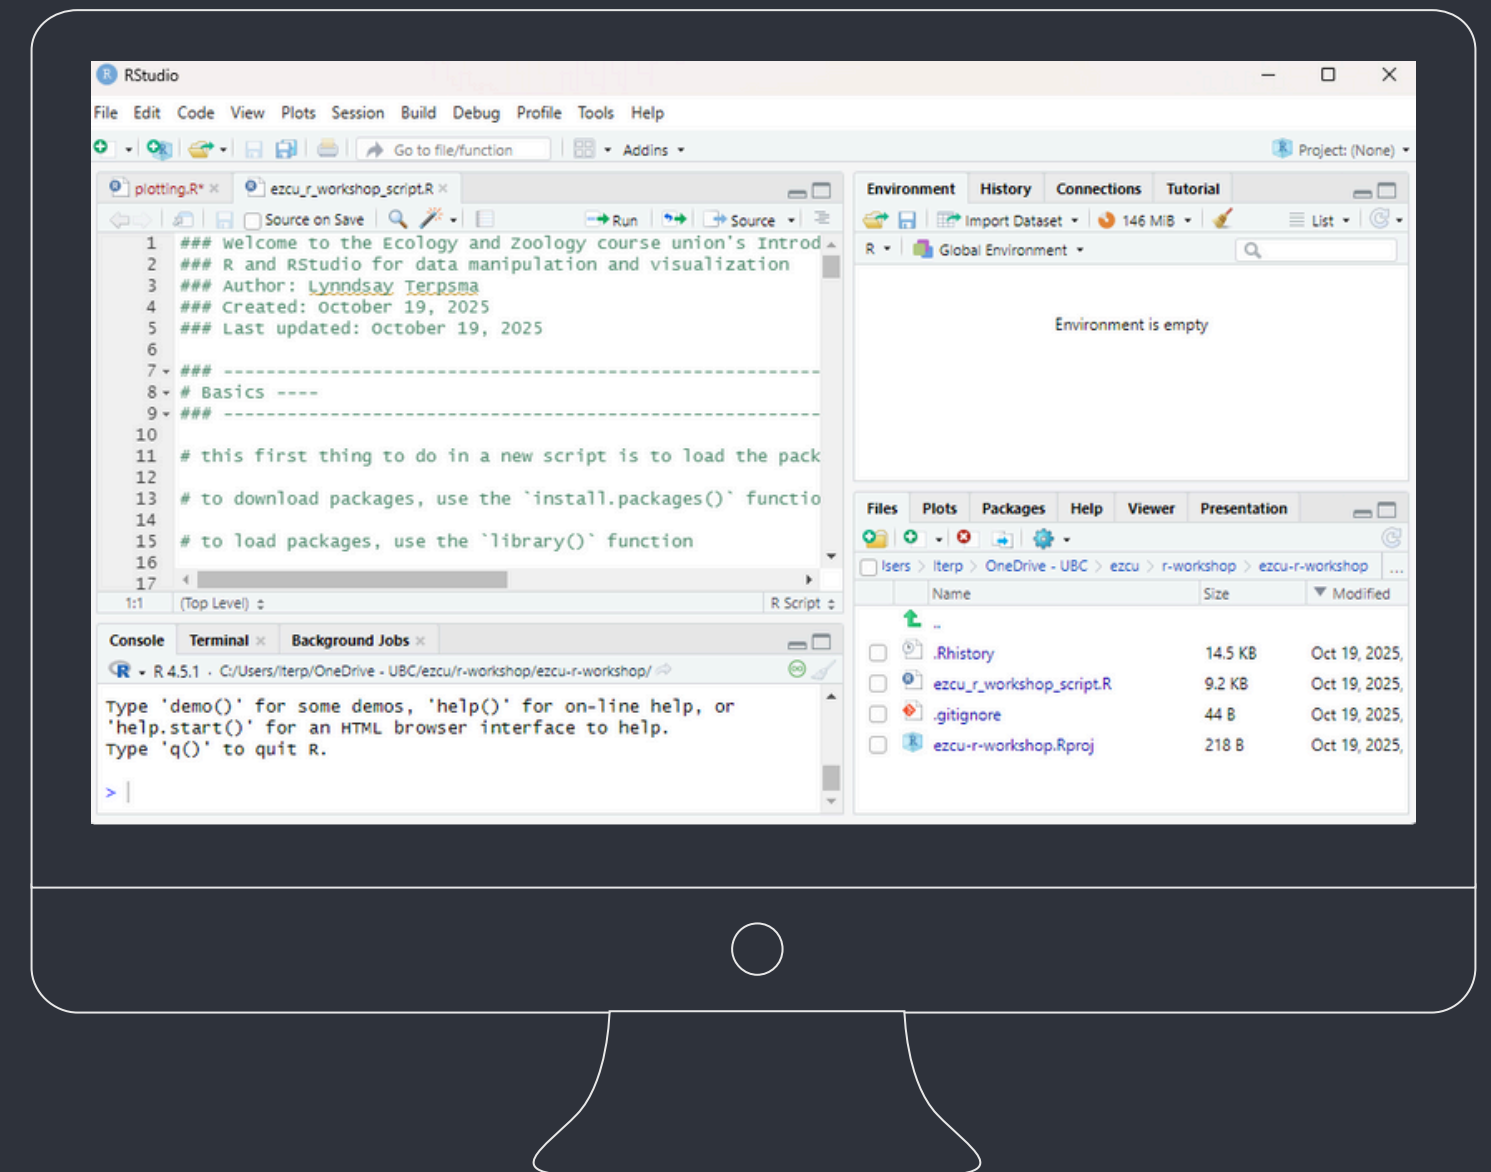 RStudio
File Edit Code View Plots Session Build Debug Profile Tools Help
Go to file/function Addins Project: (None)
plotting.R* ezcu_r_workshop_script.R
Source on Save Run Source
1 ### Welcome to the Ecology and Zoology course union's Introd
2 ### R and RStudio for data manipulation and visualization
3 ### Author: Lynndsay Terpsma
4 ### Created: October 19, 2025
5 ### Last updated: October 19, 2025
6
7 ### --------------------------------------------------------
8 # Basics ----
9 ### --------------------------------------------------------
10
11 # this first thing to do in a new script is to load the pack
12
13 # to download packages, use the `install.packages()` functio
14
15 # to load packages, use the `library()` function
16
17
1:1 (Top Level) R Script
Console Terminal Background Jobs
R 4.5.1 · C:/Users/lterp/OneDrive - UBC/ezcu/r-workshop/ezcu-r-workshop/
Type 'demo()' for some demos, 'help()' for on-line help, or
'help.start()' for an HTML browser interface to help.
Type 'q()' to quit R.
>
Environment History Connections Tutorial
Import Dataset 146 MiB List
R Global Environment
Environment is empty
Files Plots Packages Help Viewer Presentation
lsers > lterp > OneDrive - UBC > ezcu > r-workshop > ezcu-r-workshop ...
Name Size Modified
..
.Rhistory 14.5 KB Oct 19, 2025,
ezcu_r_workshop_script.R 9.2 KB Oct 19, 2025,
.gitignore 44 B Oct 19, 2025,
ezcu-r-workshop.Rproj 218 B Oct 19, 2025,